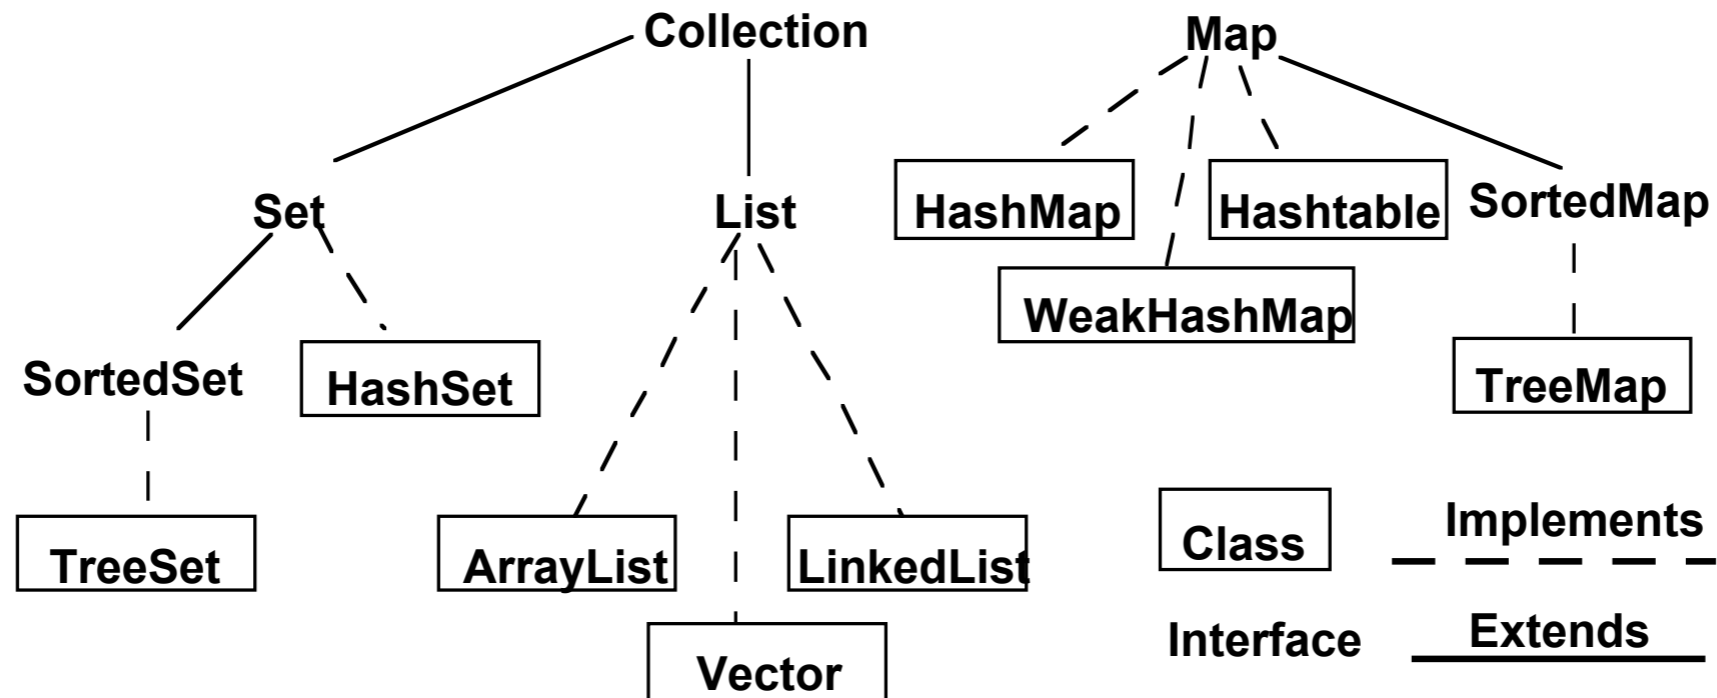 Collection
Map
Set
List
HashMap
Hashtable
SortedMap
WeakHashMap
SortedSet
HashSet
TreeMap
TreeSet
ArrayList
LinkedList
Vector
Class
Implements
Interface
Extends